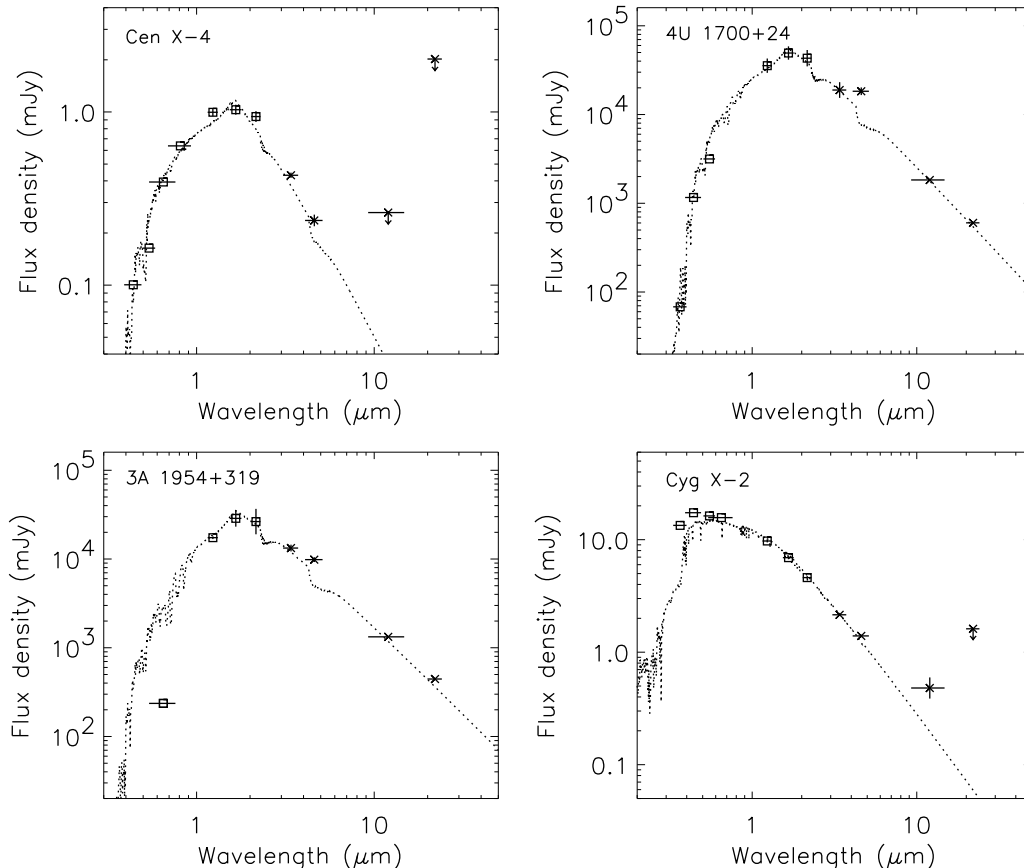 Cen X-4
Flux density (mJy)
1.0
0.1
1
10
Wavelength (μm)
4U 1700+24
Flux density (mJy)
10^5
10^4
10^3
10^2
1
10
Wavelength (μm)
3A 1954+319
Flux density (mJy)
10^5
10^4
10^3
10^2
1
10
Wavelength (μm)
Cyg X-2
Flux density (mJy)
10.0
1.0
0.1
1
10
Wavelength (μm)